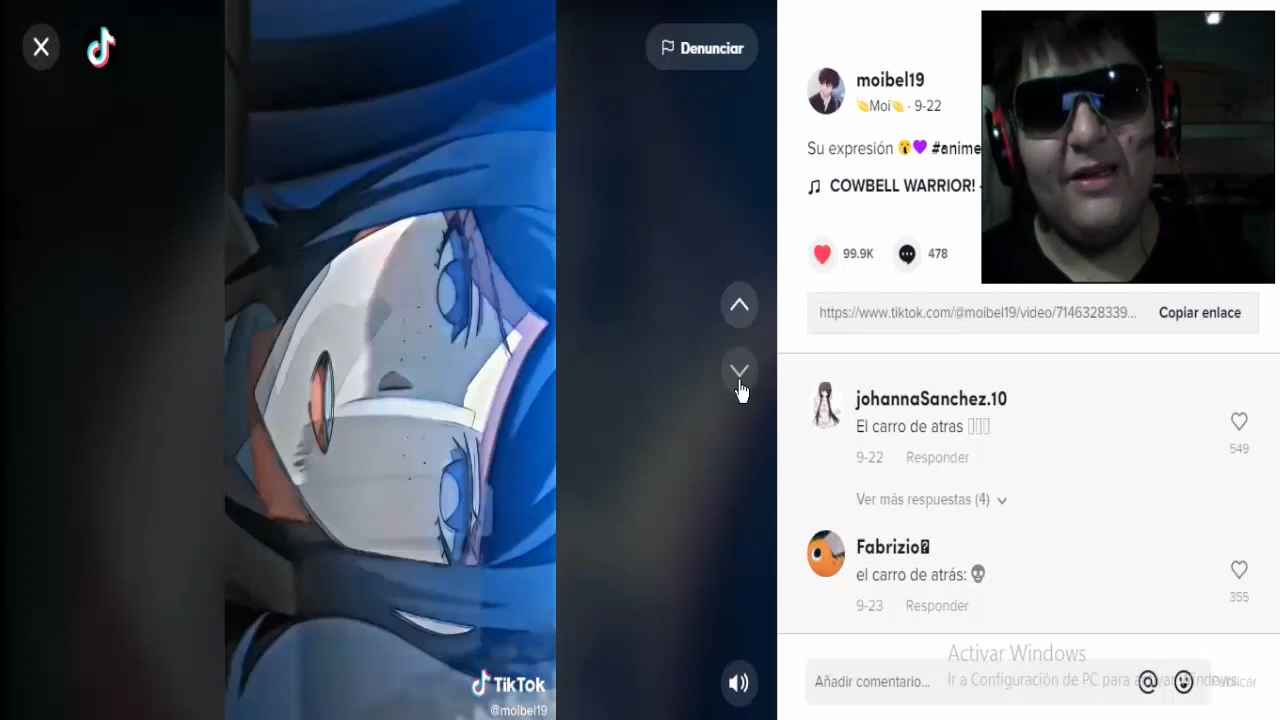 Denunciar
moibel19
Moi · 9-22
Su expresión 😲💜 #anime
COWBELL WARRIOR!
99.9K
478
https://www.tiktok.com/@moibel19/video/7146328339...
Copiar enlace
johannaSanchez.10
El carro de atras
549
9-22 Responder
Ver más respuestas (4)
Fabrizio
el carro de atrás: 💀
355
9-23 Responder
Activar Windows
Añadir comentario...
Ir a Configuración de PC para
TikTok
@moibel19